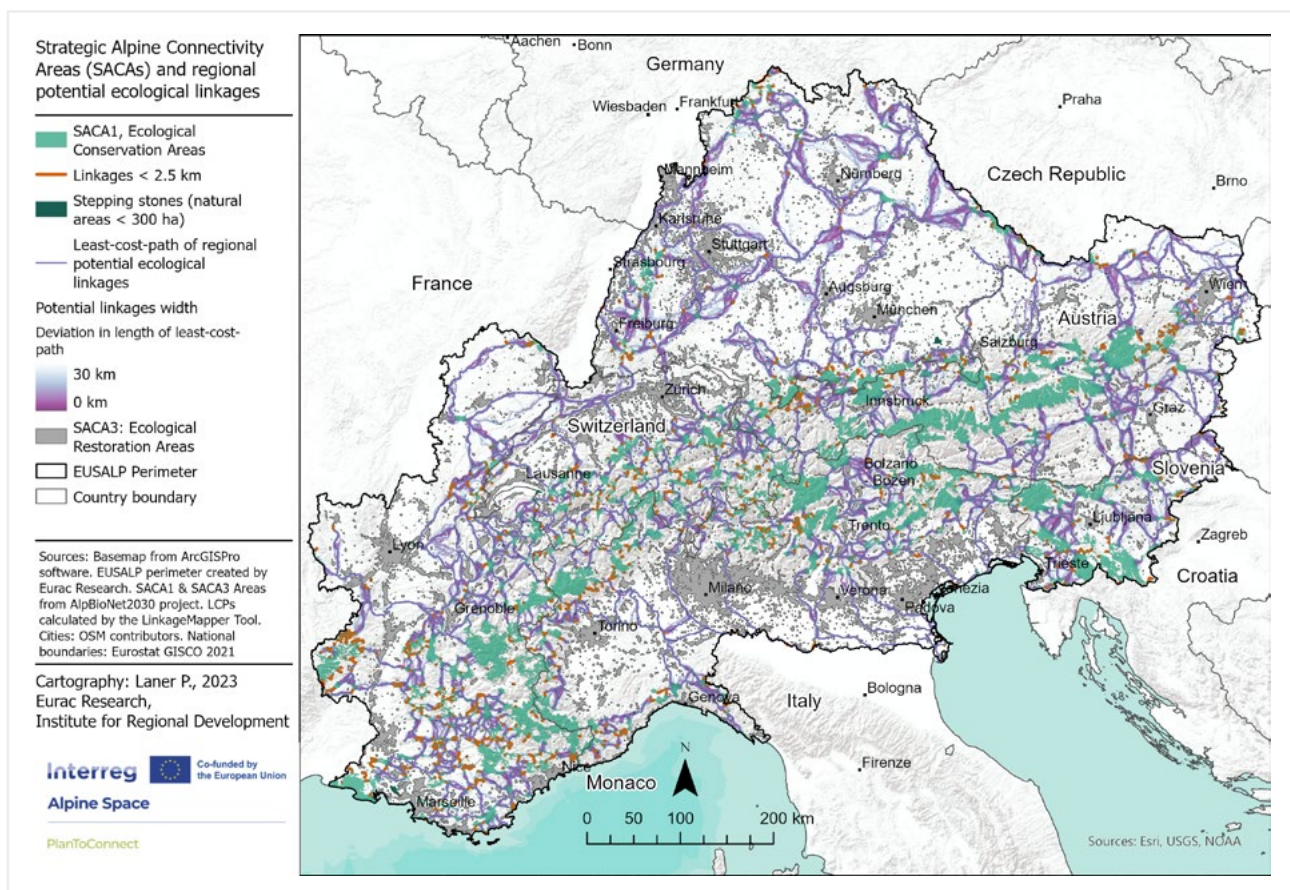 Strategic Alpine Connectivity
Areas (SACAs) and regional
potential ecological linkages
SACA1, Ecological
Conservation Areas
Linkages < 2.5 km
Stepping stones (natural
areas < 300 ha)
Least-cost-path of regional
potential ecological
linkages
Potential linkages width
Deviation in length of least-cost-
path
30 km
0 km
SACA3: Ecological
Restoration Areas
EUSALP Perimeter
Country boundary
Sources: Basemap from ArcGISPro
software. EUSALP perimeter created by
Eurac Research. SACA1 & SACA3 Areas
from AlpBioNet2030 project. LCPs
calculated by the LinkageMapper Tool.
Cities: OSM contributors. National
boundaries: Eurostat GISCO 2021
Cartography: Laner P., 2023
Eurac Research,
Institute for Regional Development
Interreg
Co-funded by
the European Union
Alpine Space
PlanToConnect
Aachen
Bonn
Germany
Wiesbaden
Frankfurt
Praha
Mannheim
Nürnberg
Czech Republic
Brno
Karlsruhe
Stuttgart
Strasbourg
France
Augsburg
München
Wien
Austria
Freiburg
Salzburg
Zürich
Innsbruck
Graz
Switzerland
Lausanne
Bolzano
Bozen
Slovenia
Trento
Ljubljana
Zagreb
Lyon
Trieste
Croatia
Milano
Verona
Venezia
Padova
Grenoble
Torino
Genova
Italy
Bologna
Nice
Monaco
N
Firenze
Marseille
0 50 100 200 km
Sources: Esri, USGS, NOAA